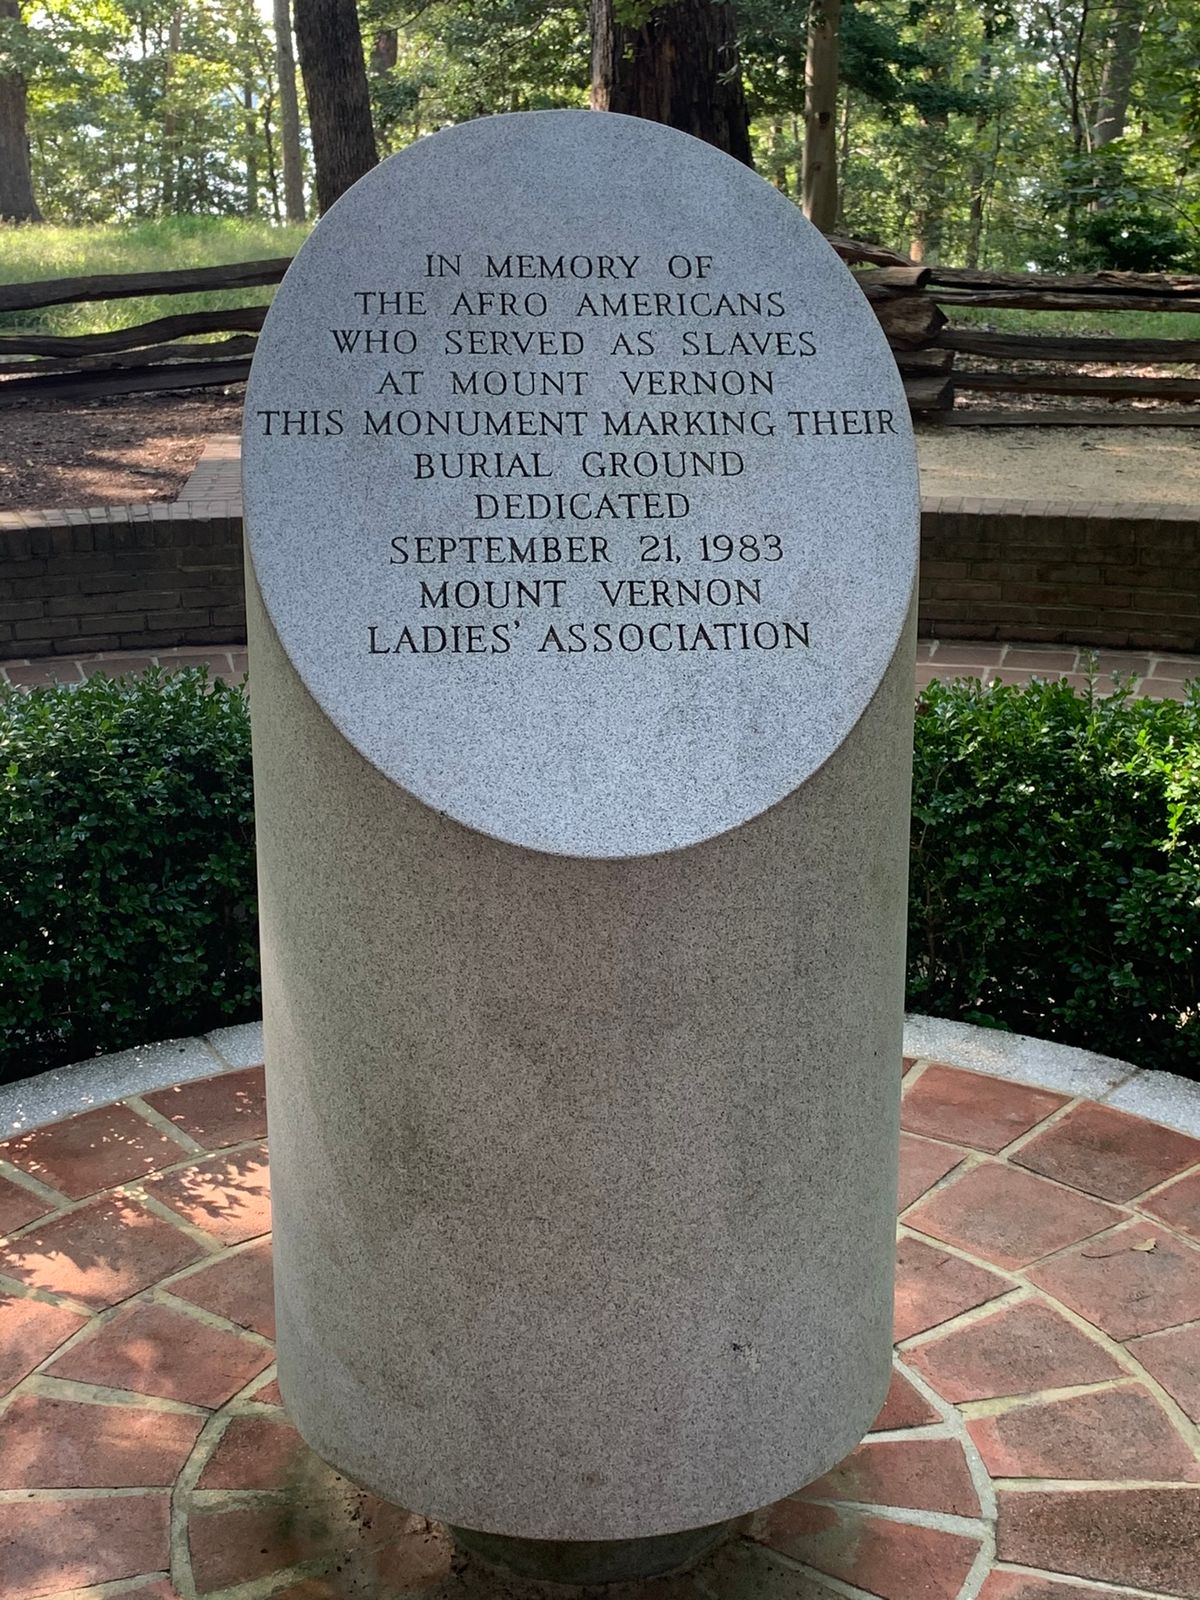 IN MEMORY OF
THE AFRO AMERICANS
WHO SERVED AS SLAVES
AT MOUNT VERNON
THIS MONUMENT MARKING THEIR
BURIAL GROUND
DEDICATED
SEPTEMBER 21, 1983
MOUNT VERNON
LADIES' ASSOCIATION